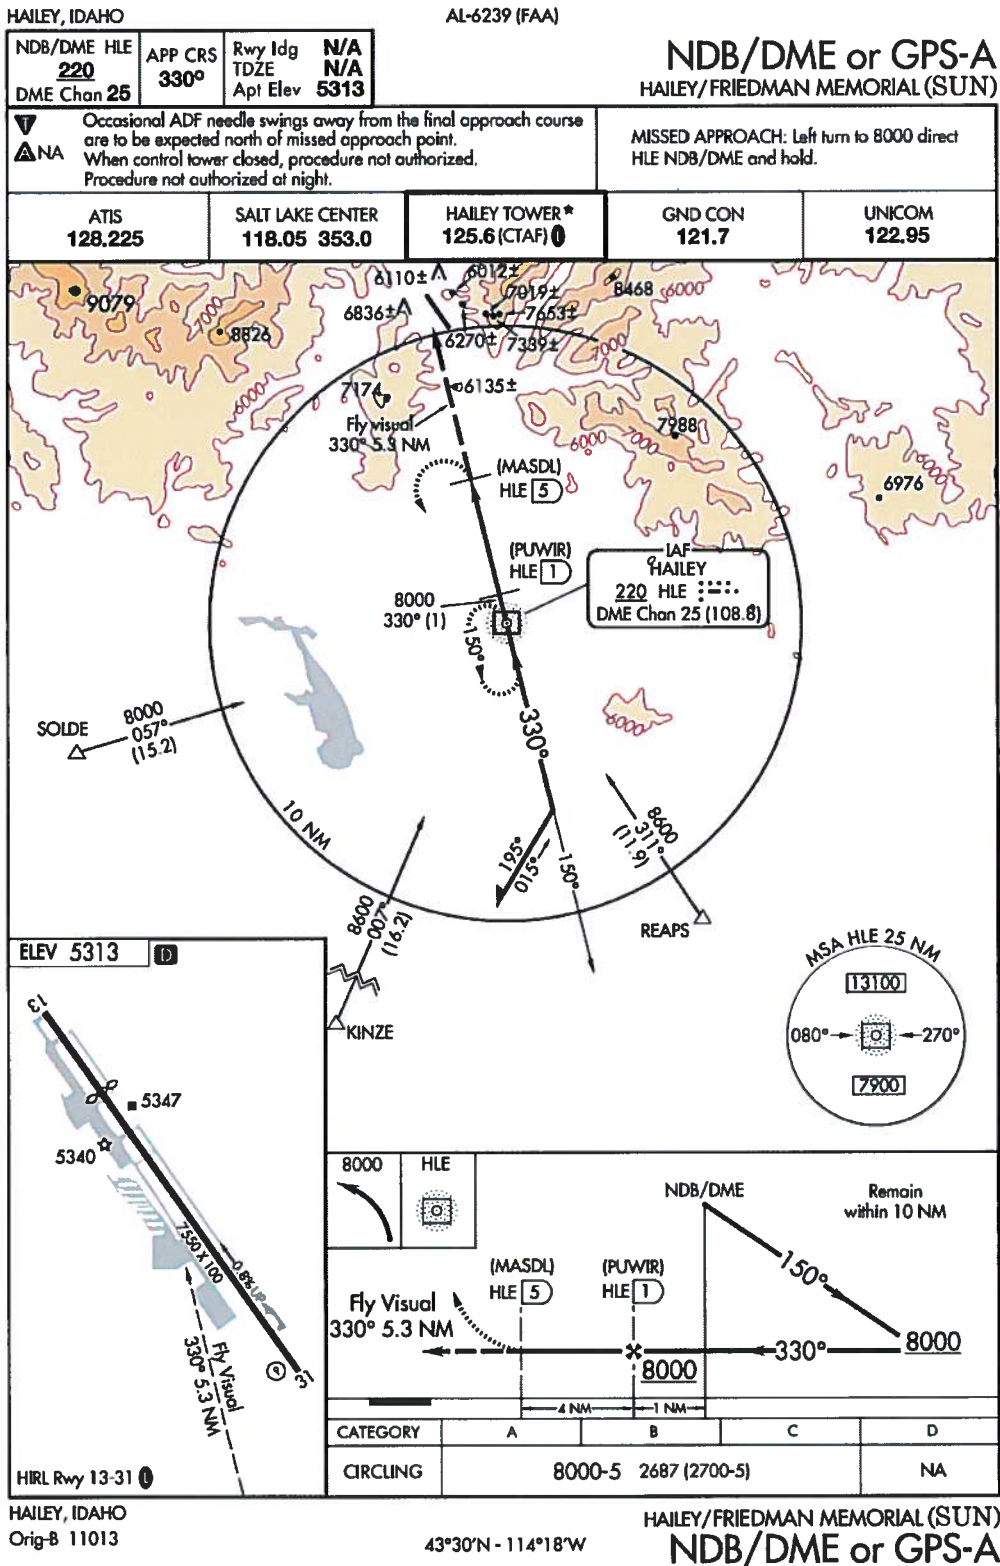 HAILEY, IDAHO
AL-6239 (FAA)
NDB/DME HLE
220
DME Chan 25
APP CRS
330°
Rwy ldg N/A
TDZE N/A
Apt Elev 5313
NDB/DME or GPS-A
HAILEY/FRIEDMAN MEMORIAL (SUN)
T
A NA
Occasional ADF needle swings away from the final approach course
are to be expected north of missed approach point.
When control tower closed, procedure not authorized.
Procedure not authorized at night.
MISSED APPROACH: Left turn to 8000 direct
HLE NDB/DME and hold.
ATIS
128.225
SALT LAKE CENTER
118.05 353.0
HAILEY TOWER*
125.6 (CTAF) L
GND CON
121.7
UNICOM
122.95
9079
7000
8826
6000
6110±
6012±
6836±
7019±
7653±
8468
6000
6270±
7389±
7000
7174
6135±
Fly visual
330° 5.3 NM
6000
7988
6976
(MASDL)
HLE 5
(PUWIR)
HLE 1
IAF
HAILEY
220 HLE
DME Chan 25 (108.8)
8000
330° (1)
150°
330°
6000
SOLDE
8000
057°
(15.2)
10 NM
195°
015°
150°
8600
311°
(11.9)
REAPS
8600
007°
(16.2)
KINZE
MSA HLE 25 NM
13100
080°
270°
7900
ELEV 5313
D
13
5347
5340
7550 X 100
0.8% UP
Fly Visual
330° 5.3 NM
31
HIRL Rwy 13-31 L
8000
HLE
NDB/DME
Remain
within 10 NM
150°
(MASDL)
HLE 5
(PUWIR)
HLE 1
Fly Visual
330° 5.3 NM
330°
8000
8000
4 NM
1 NM
CATEGORY A B C D
CIRCLING 8000-5 2687 (2700-5) NA
HAILEY, IDAHO
Orig-B 11013
43°30'N - 114°18'W
HAILEY/FRIEDMAN MEMORIAL (SUN)
NDB/DME or GPS-A